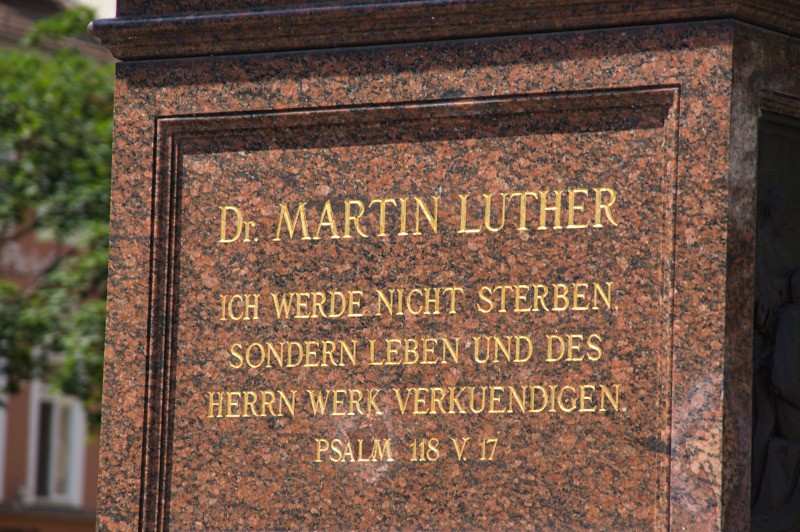 Dr. MARTIN LUTHER
ICH WERDE NICHT STERBEN,
SONDERN LEBEN UND DES
HERRN WERK VERKUENDIGEN.
PSALM 118 V. 17